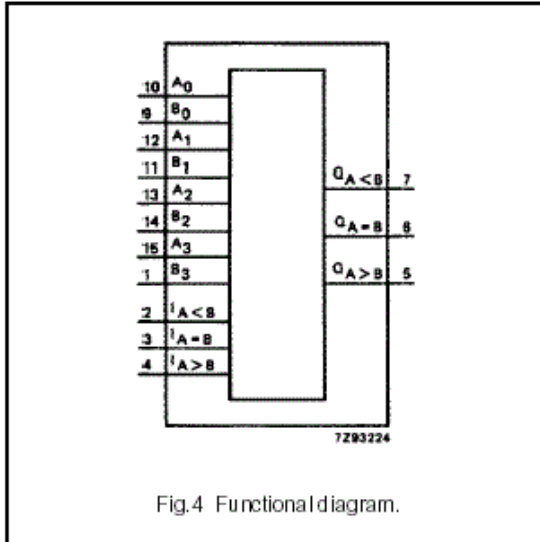 10 A0
9 B0
12 A1
11 B1
13 A2
14 B2
15 A3
1 B3
2 IA<B
3 IA=B
4 IA>B
QA<B 7
QA=B 6
QA>B 5
7Z93224
Fig.4 Functional diagram.